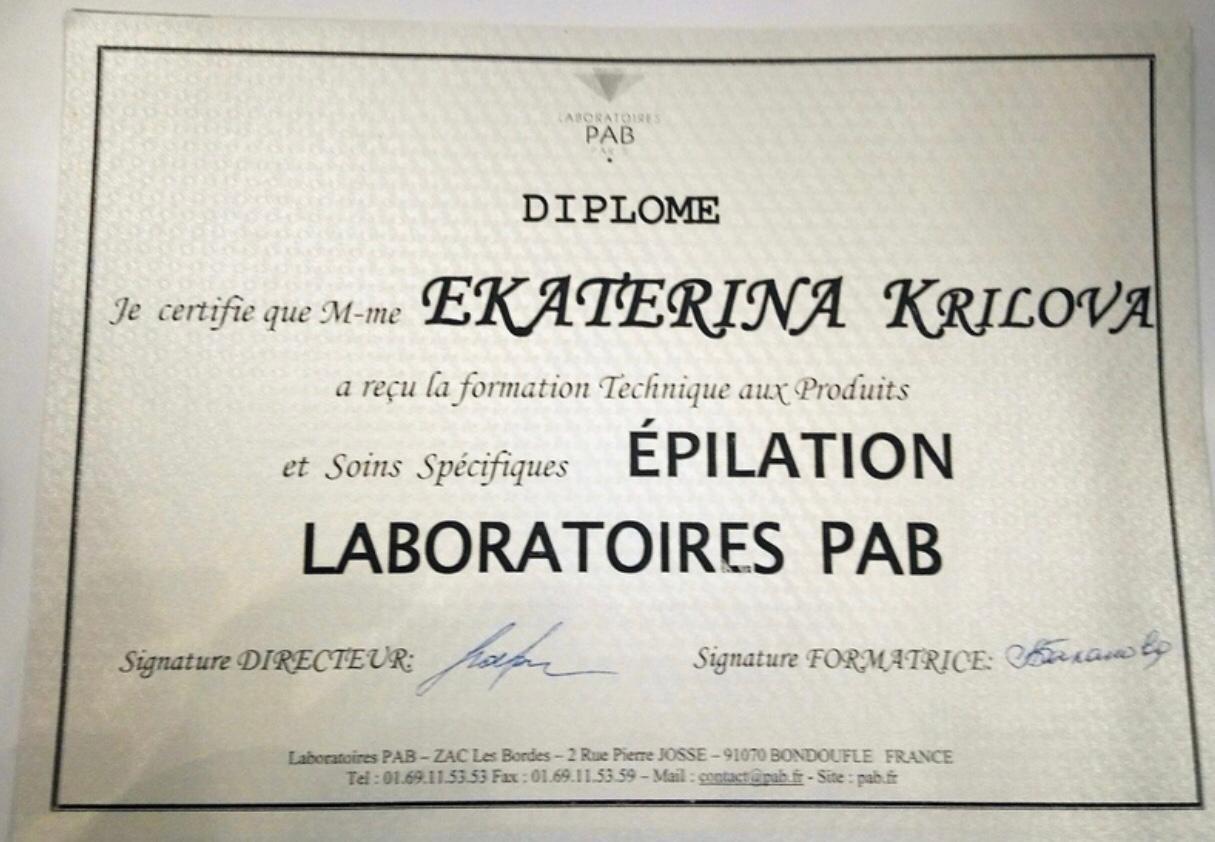 LABORATOIRES
PAB
PARIS
DIPLOME
Je certifie que M-me EKATERINA KRILOVA
a reçu la formation Technique aux Produits
et Soins Spécifiques ÉPILATION
LABORATOIRES PAB
Signature DIRECTEUR: Signature FORMATRICE:
Laboratoires PAB – ZAC Les Bordes – 2 Rue Pierre JOSSE – 91070 BONDOUFLE FRANCE
Tel : 01.69.11.53.53 Fax : 01.69.11.53.59 – Mail : contact@pab.fr - Site : pab.fr